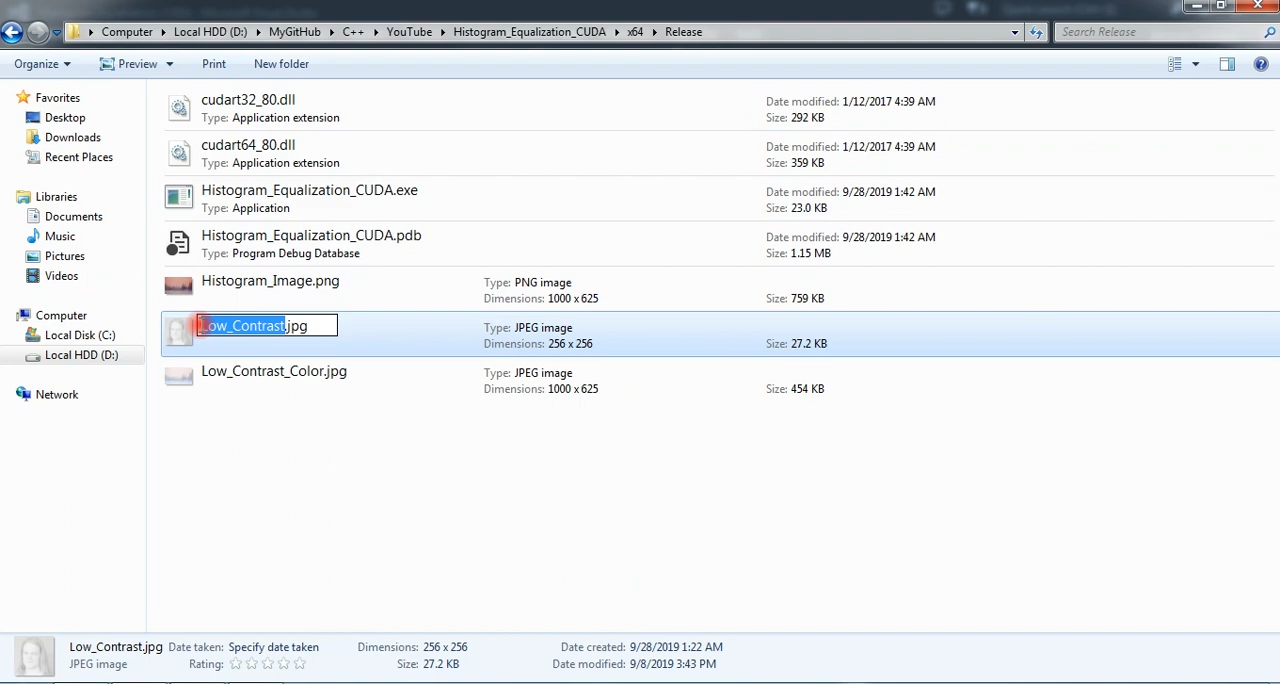 Computer Local HDD (D:) MyGitHub C++ YouTube Histogram_Equalization_CUDA x64 Release Search Release
Organize Preview Print New folder
Favorites
Desktop
Downloads
Recent Places
Libraries
Documents
Music
Pictures
Videos
Computer
Local Disk (C:)
Local HDD (D:)
Network
cudart32_80.dll Date modified: 1/12/2017 4:39 AM
Type: Application extension Size: 292 KB
cudart64_80.dll Date modified: 1/12/2017 4:39 AM
Type: Application extension Size: 359 KB
Histogram_Equalization_CUDA.exe Date modified: 9/28/2019 1:42 AM
Type: Application Size: 23.0 KB
Histogram_Equalization_CUDA.pdb Date modified: 9/28/2019 1:42 AM
Type: Program Debug Database Size: 1.15 MB
Histogram_Image.png Type: PNG image
Dimensions: 1000 x 625 Size: 759 KB
Low_Contrast.jpg Type: JPEG image
Dimensions: 256 x 256 Size: 27.2 KB
Low_Contrast_Color.jpg Type: JPEG image
Dimensions: 1000 x 625 Size: 454 KB
Low_Contrast.jpg Date taken: Specify date taken Dimensions: 256 x 256 Date created: 9/28/2019 1:22 AM
JPEG image Rating: Size: 27.2 KB Date modified: 9/8/2019 3:43 PM